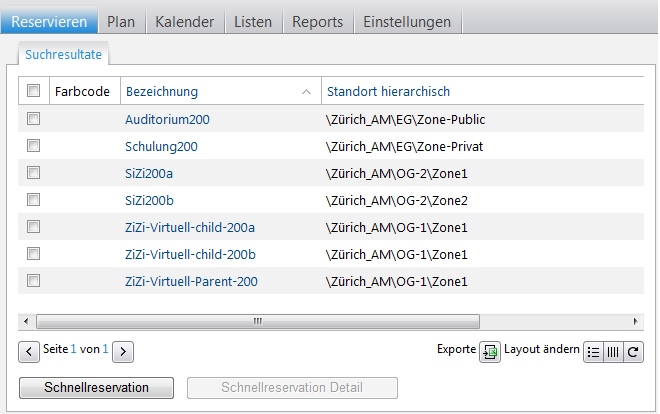 Reservieren Plan Kalender Listen Reports Einstellungen
Suchresultate
Farbcode Bezeichnung Standort hierarchisch
Auditorium200 \Zürich_AM\EG\Zone-Public
Schulung200 \Zürich_AM\EG\Zone-Privat
SiZi200a \Zürich_AM\OG-2\Zone1
SiZi200b \Zürich_AM\OG-2\Zone2
ZiZi-Virtuell-child-200a \Zürich_AM\OG-1\Zone1
ZiZi-Virtuell-child-200b \Zürich_AM\OG-1\Zone1
ZiZi-Virtuell-Parent-200 \Zürich_AM\OG-1\Zone1
Seite 1 von 1 Exporte Layout ändern
Schnellreservation Schnellreservation Detail